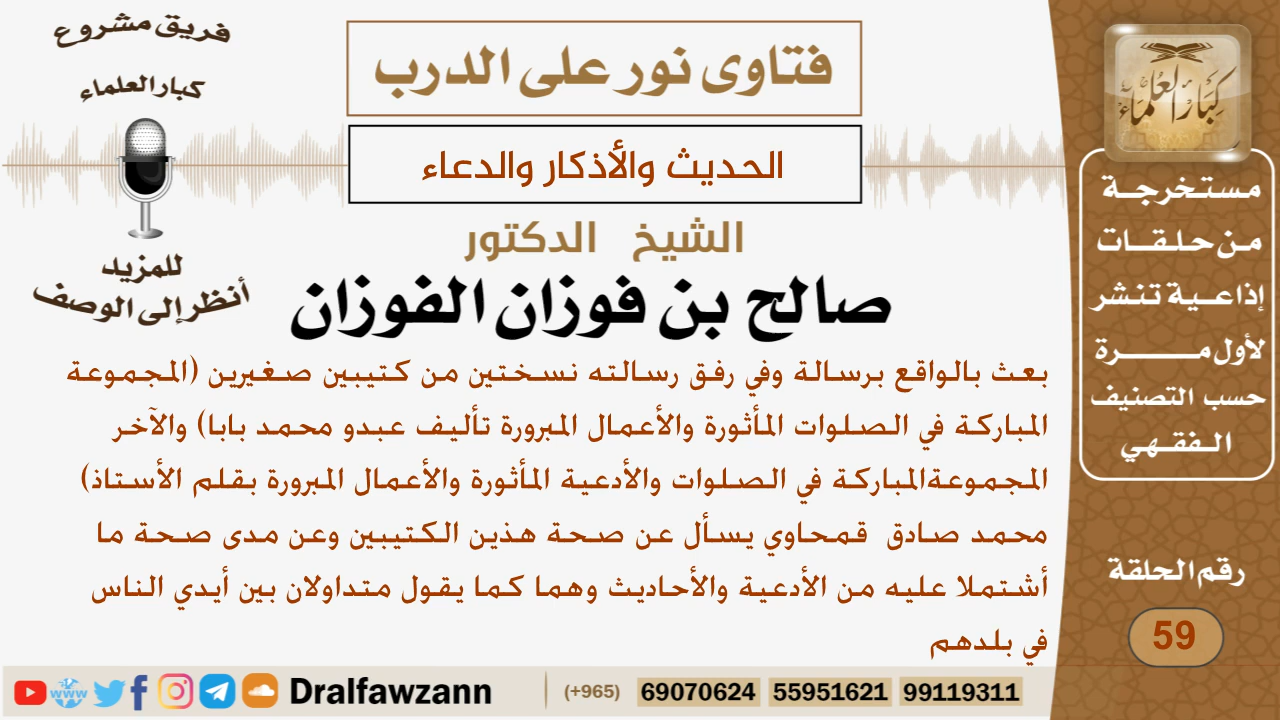 فريق مشروع
كبار العلماء
للمزيد
أنظر إلى الوصف
فتاوى نور على الدرب
الحديث والأذكار والدعاء
الشيخ الدكتور
صالح بن فوزان الفوزان
بعث بالواقع برسالة وفي رفق رسالته نسختين من كتيبين صغيرين (المجموعة
المباركة في الصلوات المأثورة والأعمال المبرورة تأليف عبدو محمد بابا) والآخر
المجموعةالمباركة في الصلوات والأدعية المأثورة والأعمال المبرورة بقلم الأستاذ)
محمد صادق قمحاوي يسأل عن صحة هذين الكتيبين وعن مدى صحة ما
أشتملا عليه من الأدعية والأحاديث وهما كما يقول متداولان بين أيدي الناس
في بلدهم
كبار العلماء
مستخرجة
من حلقات
إذاعية تنشر
لأول مرة
حسب التصنيف
الفقهي
رقم الحلقة
59
www Dralfawzann (+965) 69070624 55951621 99119311